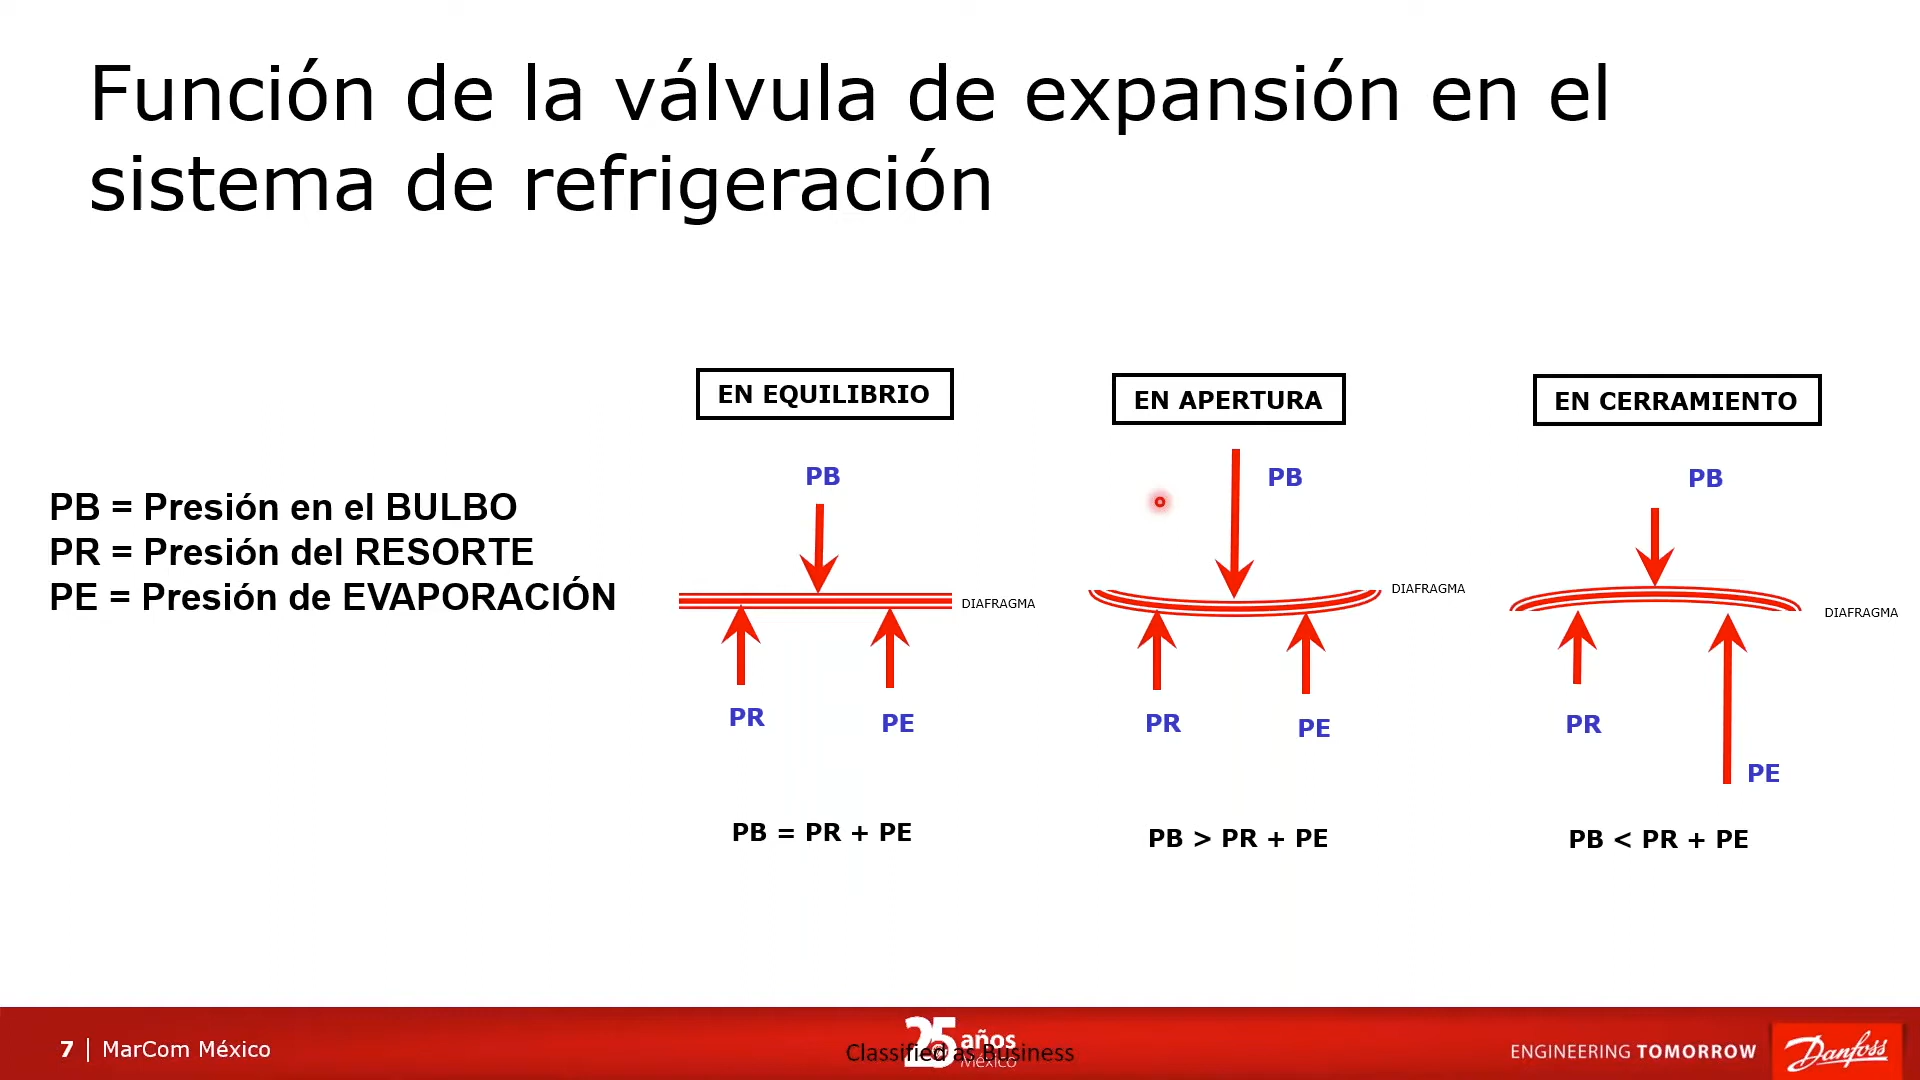 Función de la válvula de expansión en el
sistema de refrigeración
EN EQUILIBRIO
EN APERTURA
EN CERRAMIENTO
PB = Presión en el BULBO
PR = Presión del RESORTE
PE = Presión de EVAPORACIÓN
PB
DIAFRAGMA
PR
PE
PB = PR + PE
PB
DIAFRAGMA
PR
PE
PB > PR + PE
PB
DIAFRAGMA
PR
PE
PB < PR + PE
7 | MarCom México
25 años
México
Classified as Business
ENGINEERING TOMORROW
Danfoss